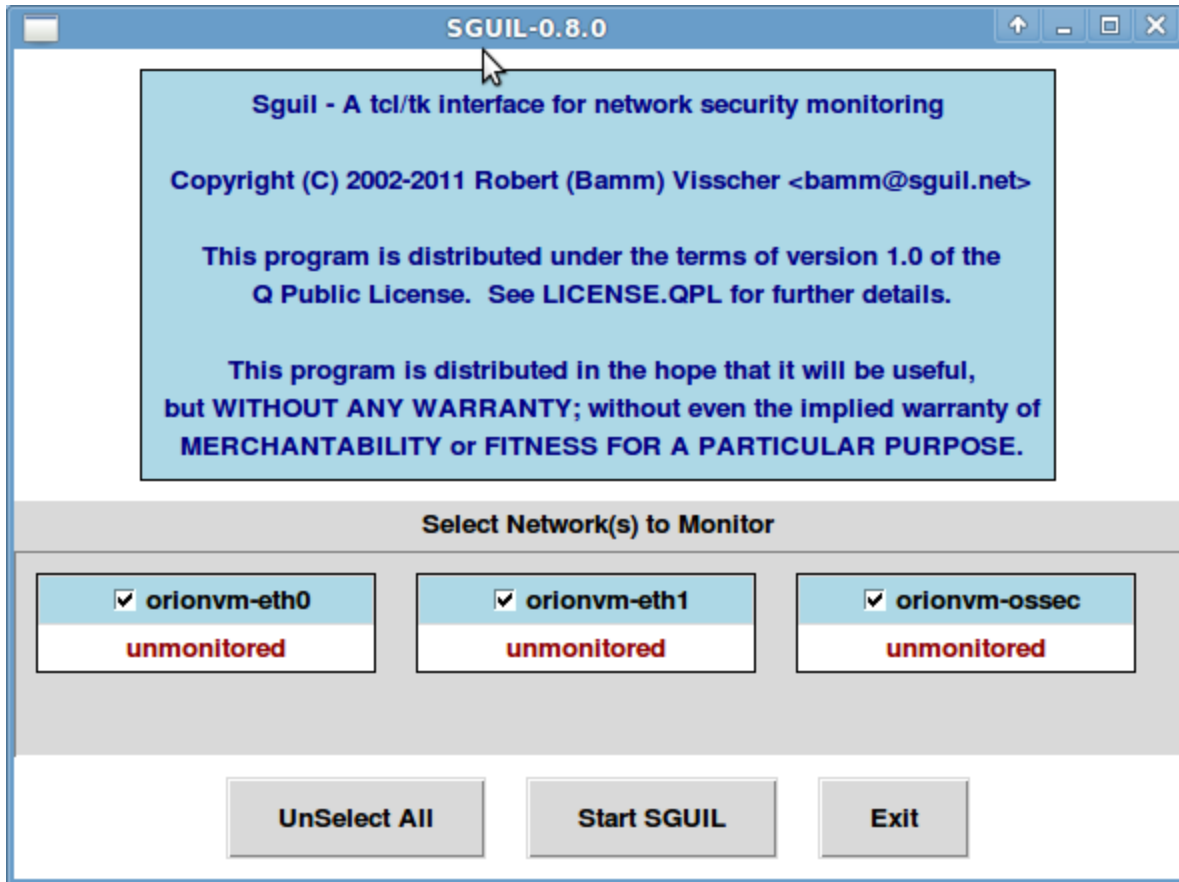 SGUIL-0.8.0
Sguil - A tcl/tk interface for network security monitoring
Copyright (C) 2002-2011 Robert (Bamm) Visscher <bamm@sguil.net>
This program is distributed under the terms of version 1.0 of the
Q Public License.  See LICENSE.QPL for further details.
This program is distributed in the hope that it will be useful,
but WITHOUT ANY WARRANTY; without even the implied warranty of
MERCHANTABILITY or FITNESS FOR A PARTICULAR PURPOSE.
Select Network(s) to Monitor
orionvm-eth0
unmonitored
orionvm-eth1
unmonitored
orionvm-ossec
unmonitored
UnSelect All
Start SGUIL
Exit